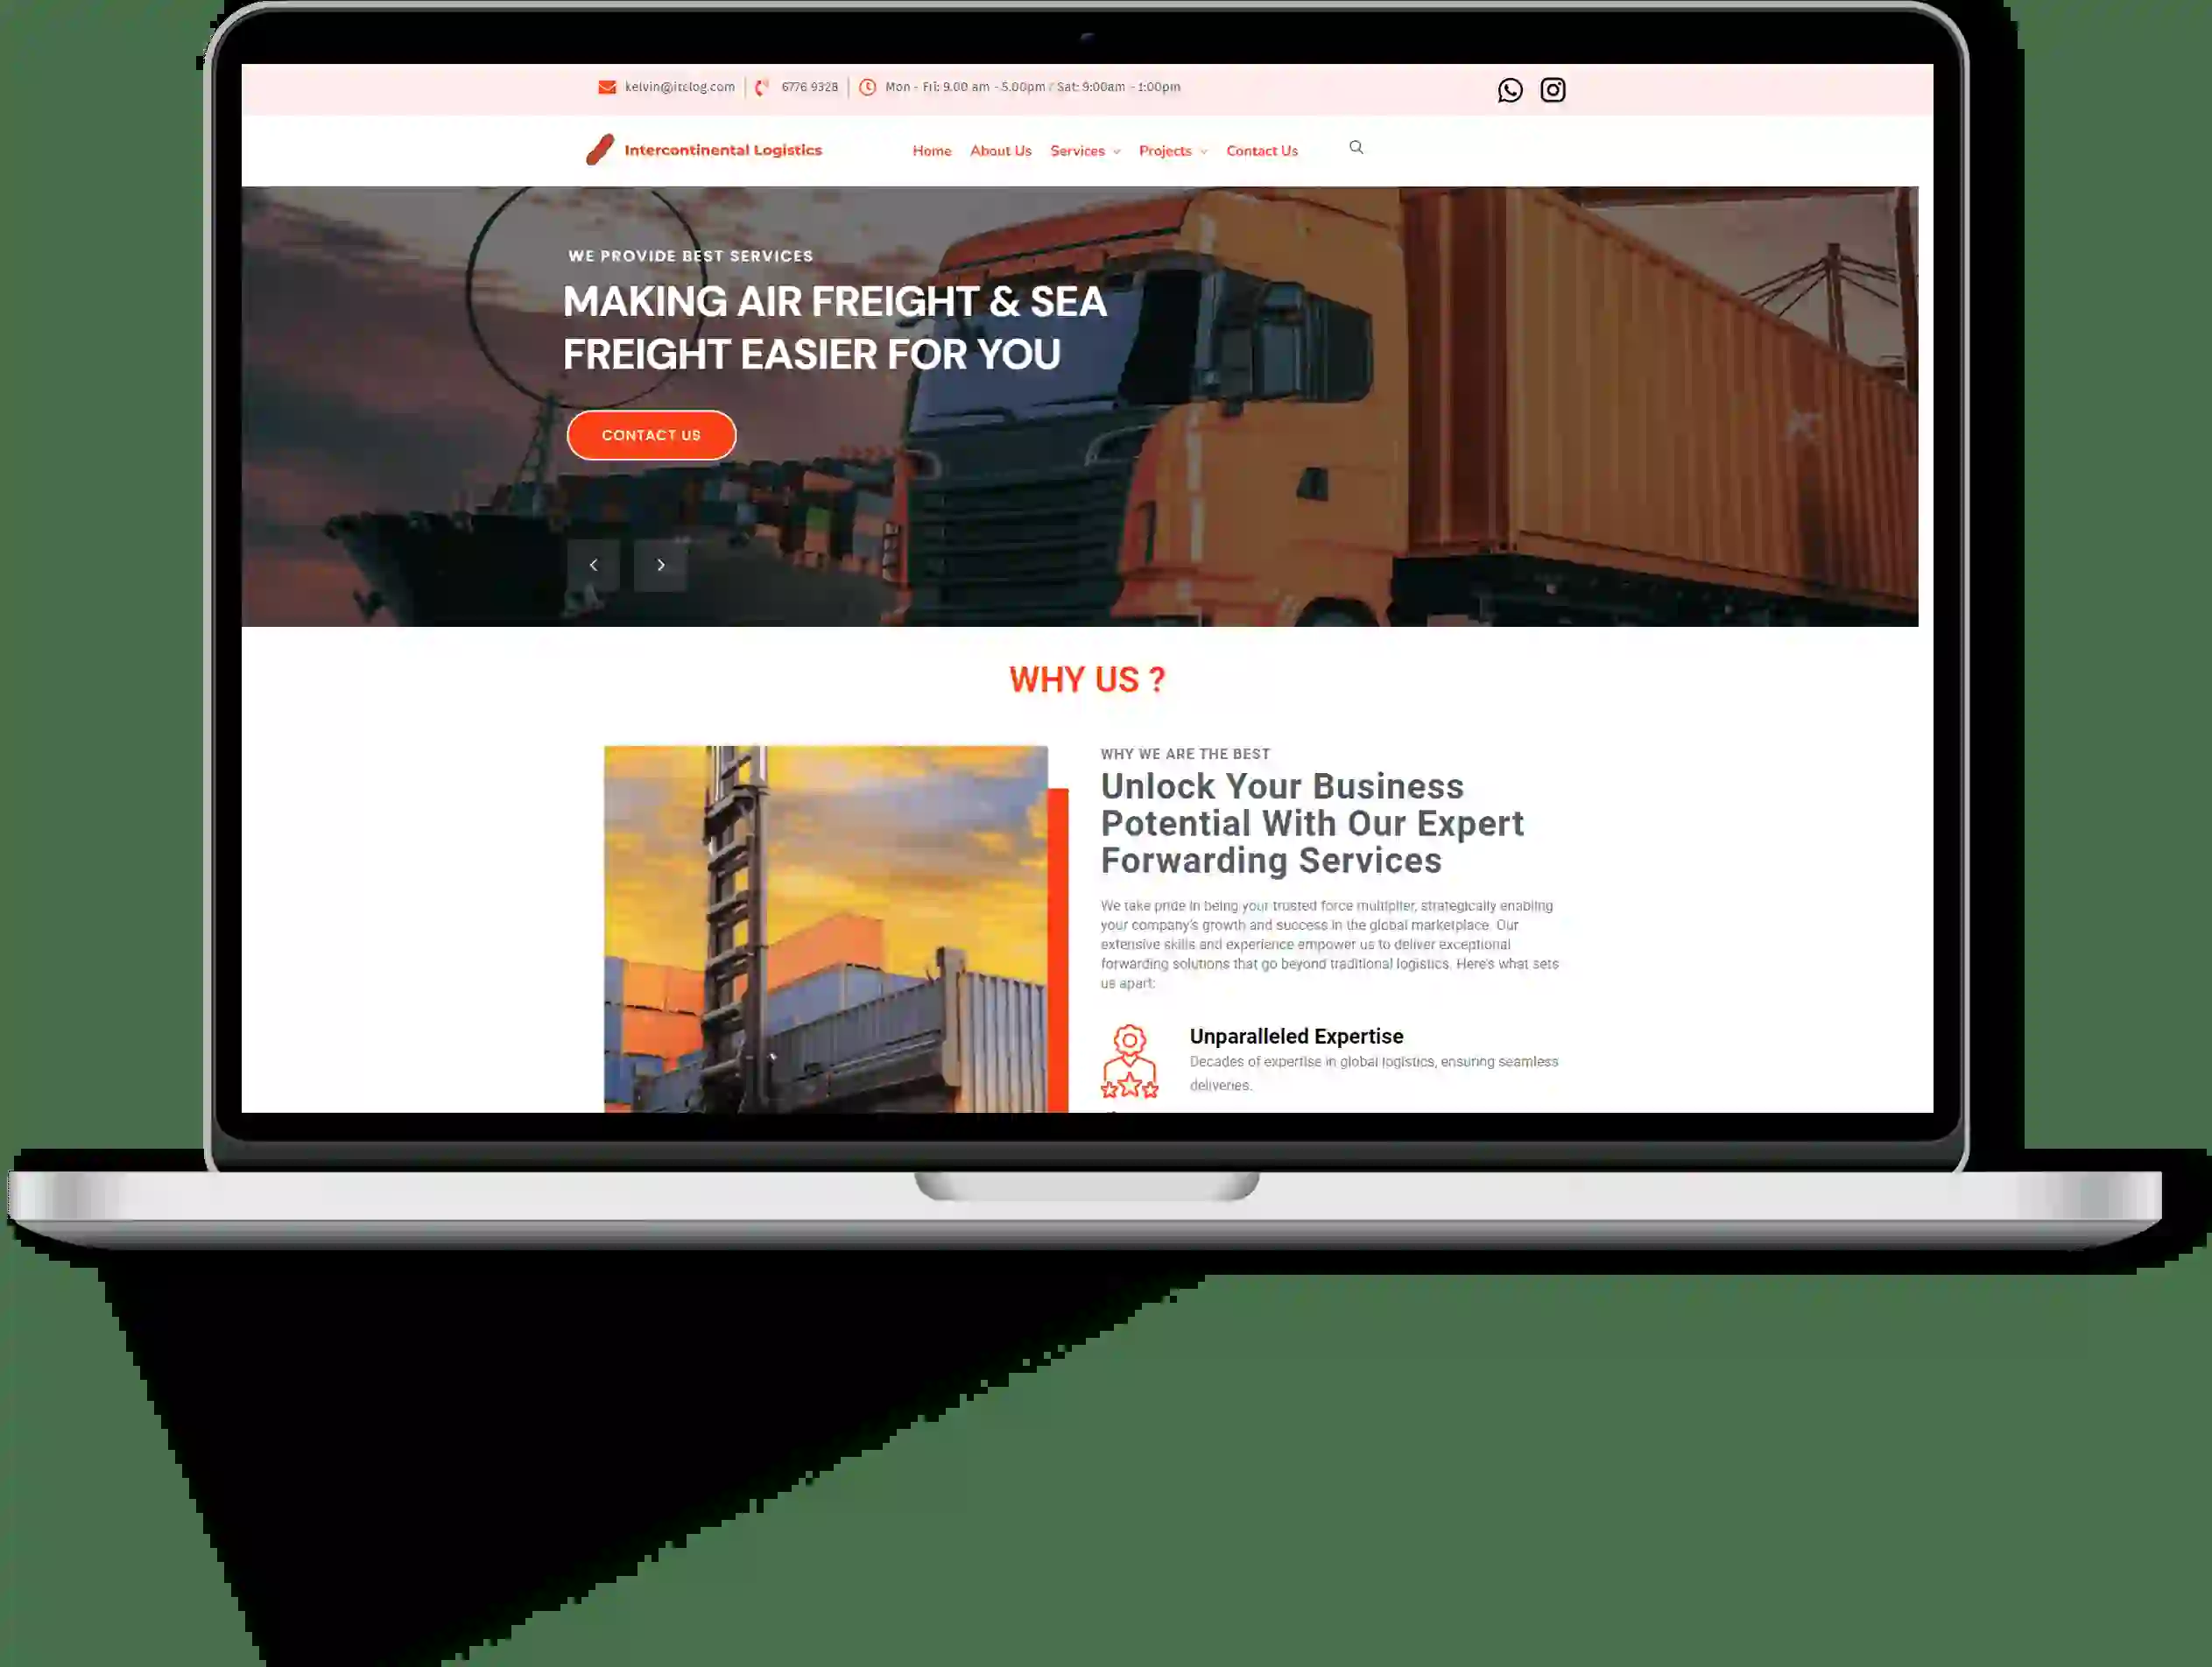 kelvin@itclog.com 6776 9328 Mon - Fri: 9.00 am - 5.00pm / Sat: 9:00am - 1:00pm
Intercontinental Logistics Home About Us Services Projects Contact Us
WE PROVIDE BEST SERVICES
MAKING AIR FREIGHT & SEA
FREIGHT EASIER FOR YOU
CONTACT US
WHY US ?
WHY WE ARE THE BEST
Unlock Your Business
Potential With Our Expert
Forwarding Services
We take pride in being your trusted force multiplier, strategically enabling
your company's growth and success in the global marketplace. Our
extensive skills and experience empower us to deliver exceptional
forwarding solutions that go beyond traditional logistics. Here's what sets
us apart:
Unparalleled Expertise
Decades of expertise in global logistics, ensuring seamless
deliveries.